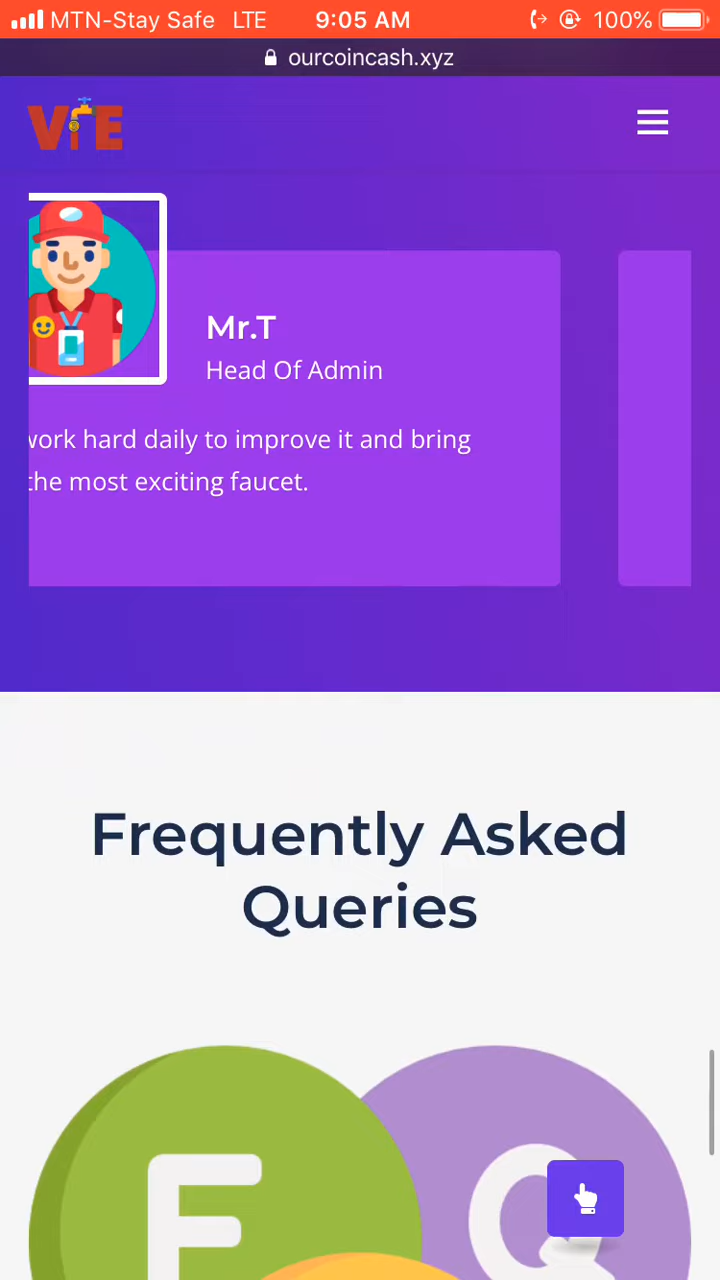 MTN-Stay Safe LTE 9:05 AM 100%
ourcoincash.xyz
Mr.T
Head Of Admin
work hard daily to improve it and bring
the most exciting faucet.
Frequently Asked
Queries
F Q